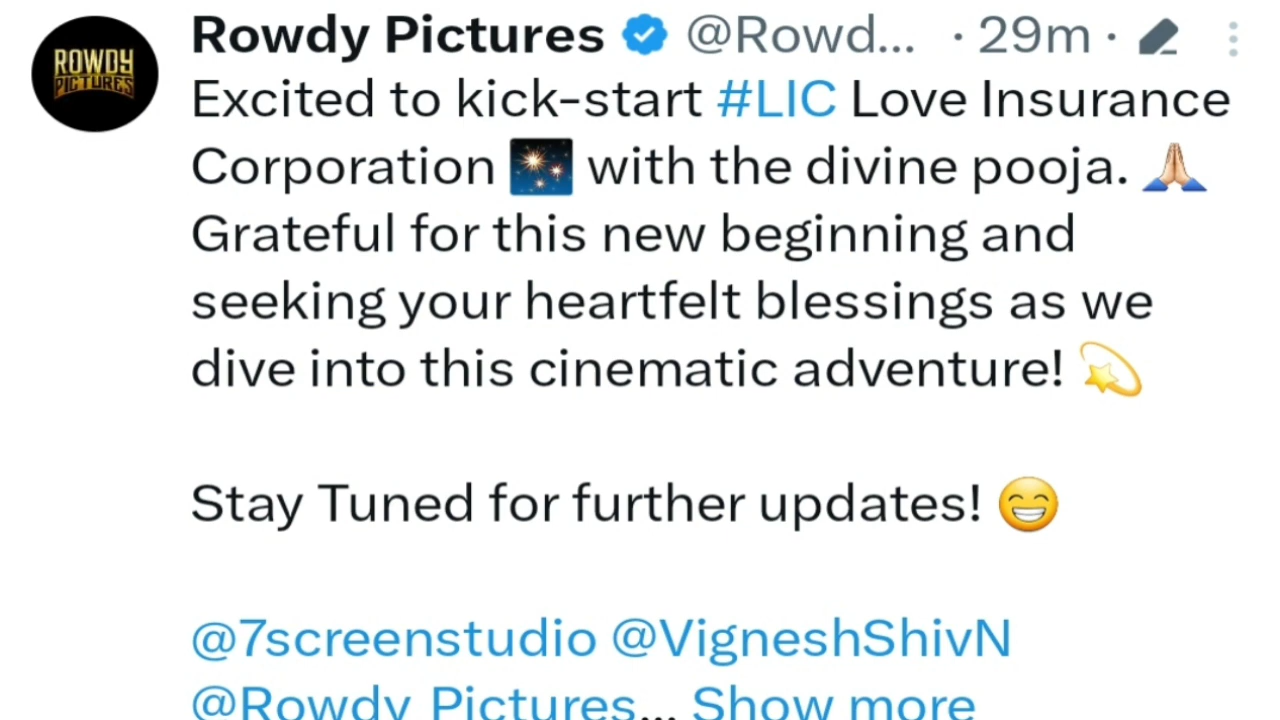 ROWDY
PICTURES
Rowdy Pictures @Rowd... · 29m ·
Excited to kick-start #LIC Love Insurance
Corporation 🎇 with the divine pooja. 🙏🏻
Grateful for this new beginning and
seeking your heartfelt blessings as we
dive into this cinematic adventure! 💫
Stay Tuned for further updates! 😁
@7screenstudio @VigneshShivN
@Rowdy_Pictures... Show more